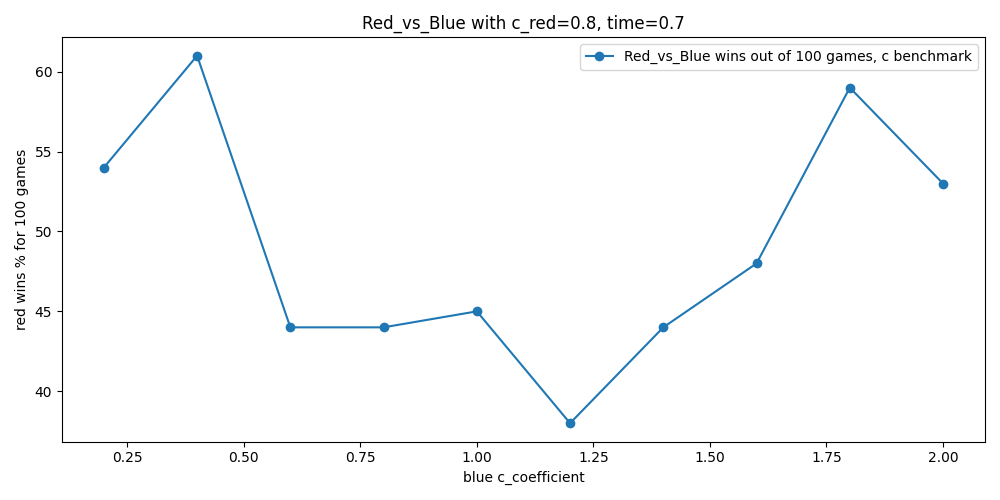 Red_vs_Blue with c_red=0.8, time=0.7
Red_vs_Blue wins out of 100 games, c benchmark
red wins % for 100 games
60
55
50
45
40
0.25 0.50 0.75 1.00 1.25 1.50 1.75 2.00
blue c_coefficient